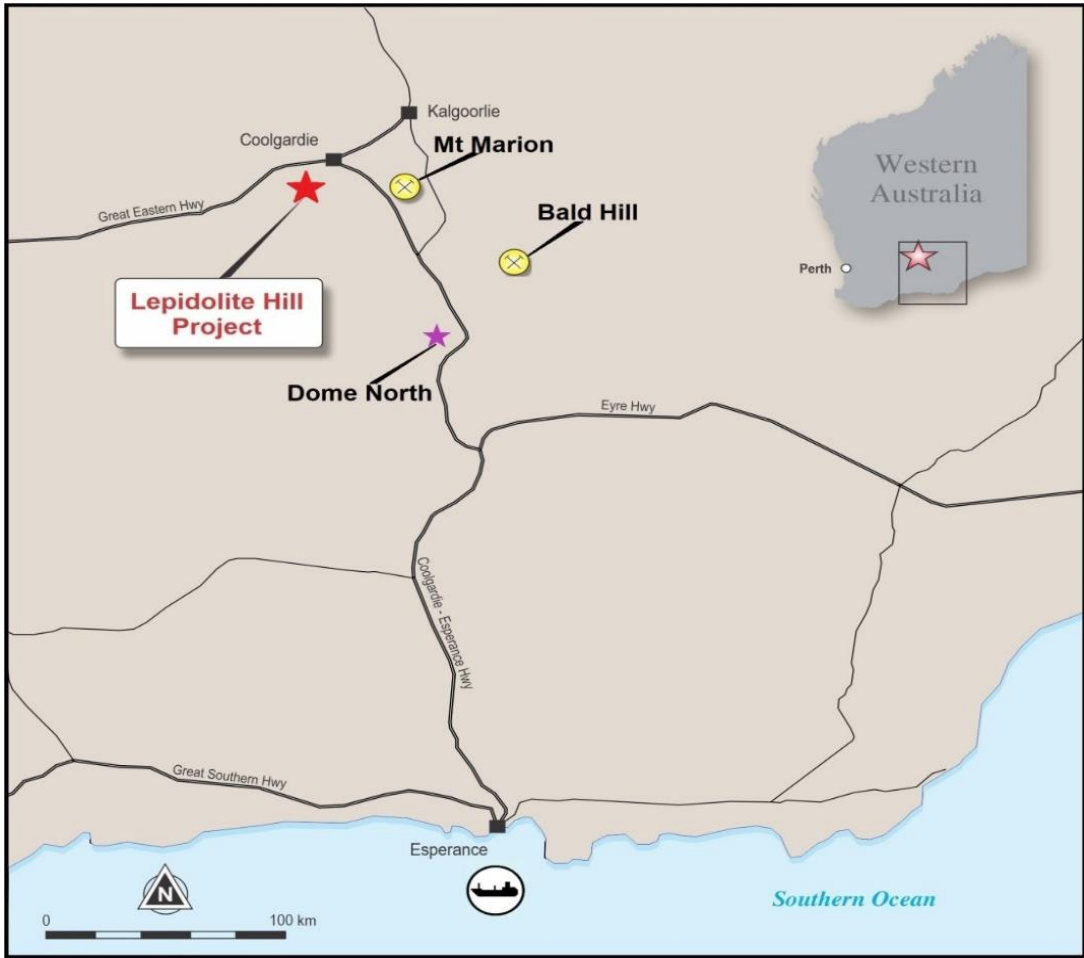 Kalgoorlie
Coolgardie
Mt Marion
Great Eastern Hwy
Bald Hill
Lepidolite Hill
Project
Dome North
Eyre Hwy
Coolgardie - Esperance Hwy
Great Southern Hwy
Esperance
Southern Ocean
N
0
100 km
Western
Australia
Perth